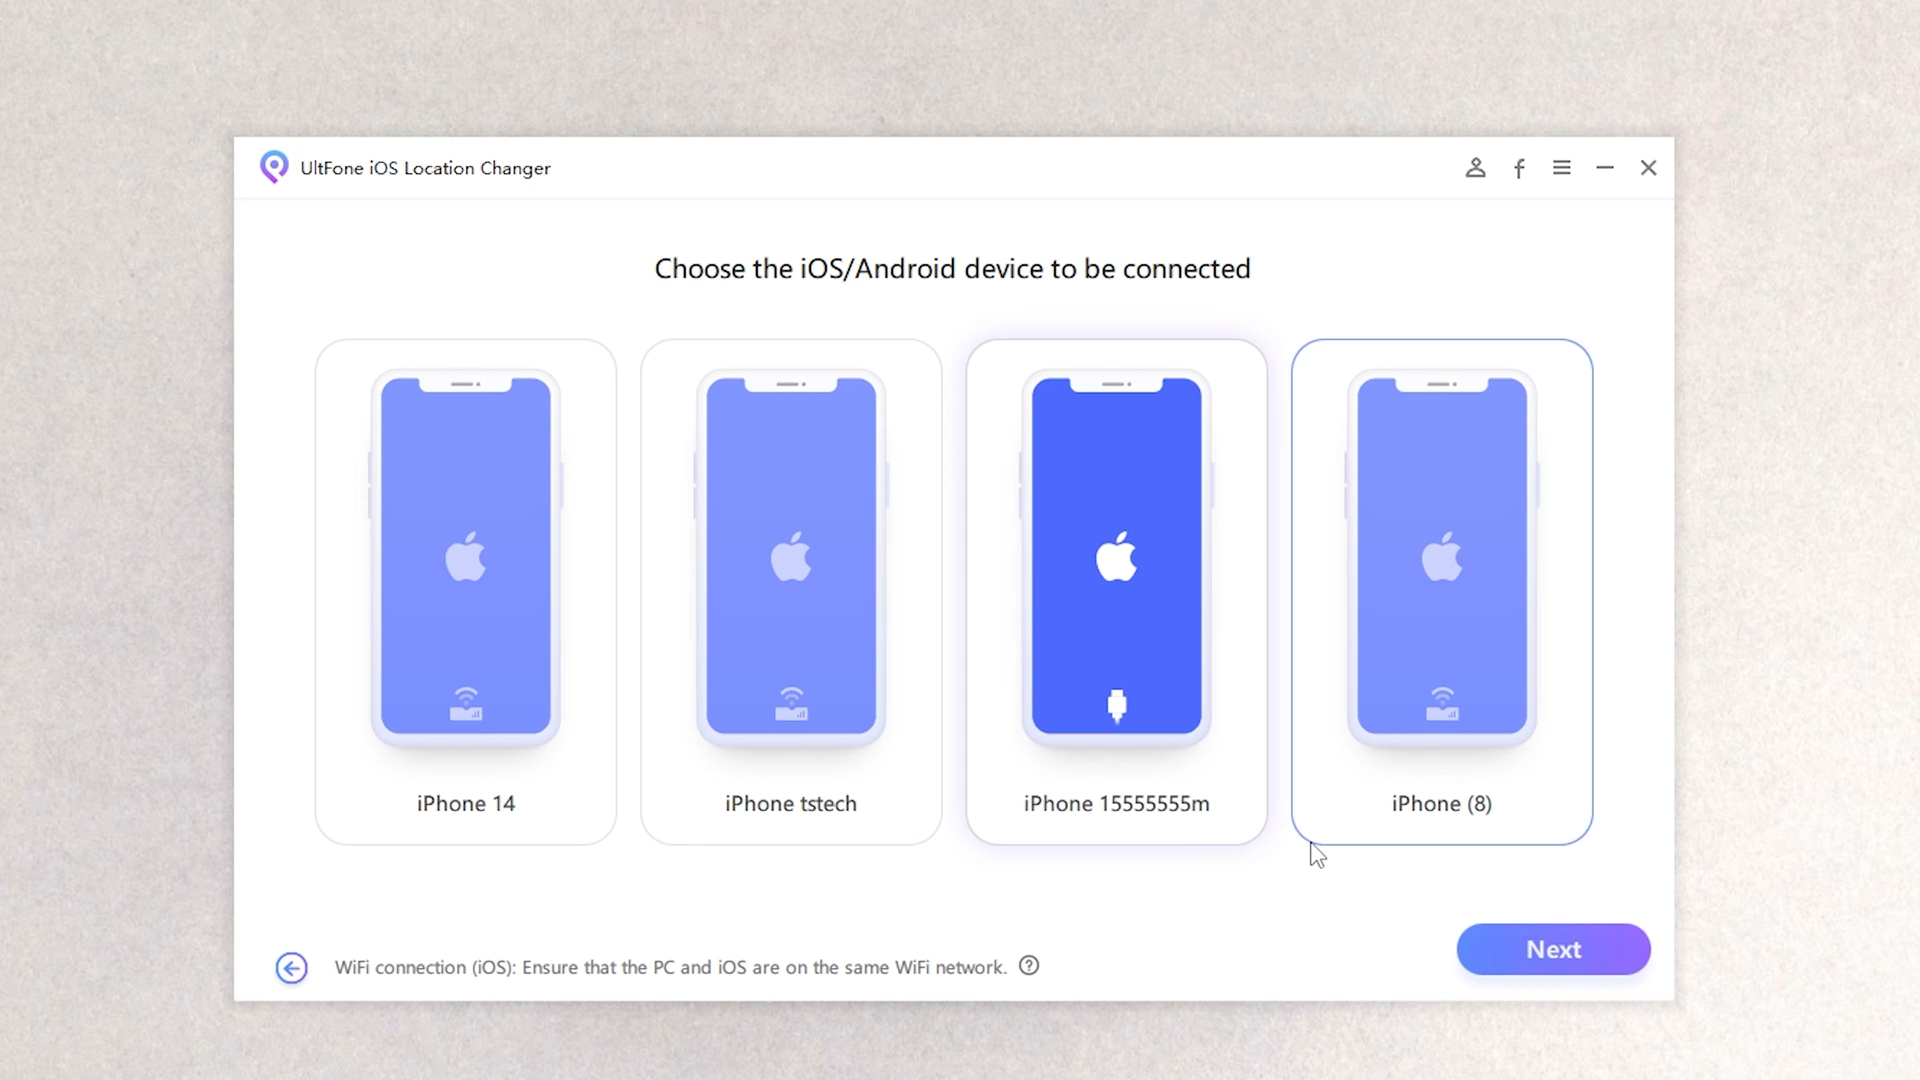 UltFone iOS Location Changer
Choose the iOS/Android device to be connected
iPhone 14
iPhone tstech
iPhone 15555555m
iPhone (8)
WiFi connection (iOS): Ensure that the PC and iOS are on the same WiFi network.
Next